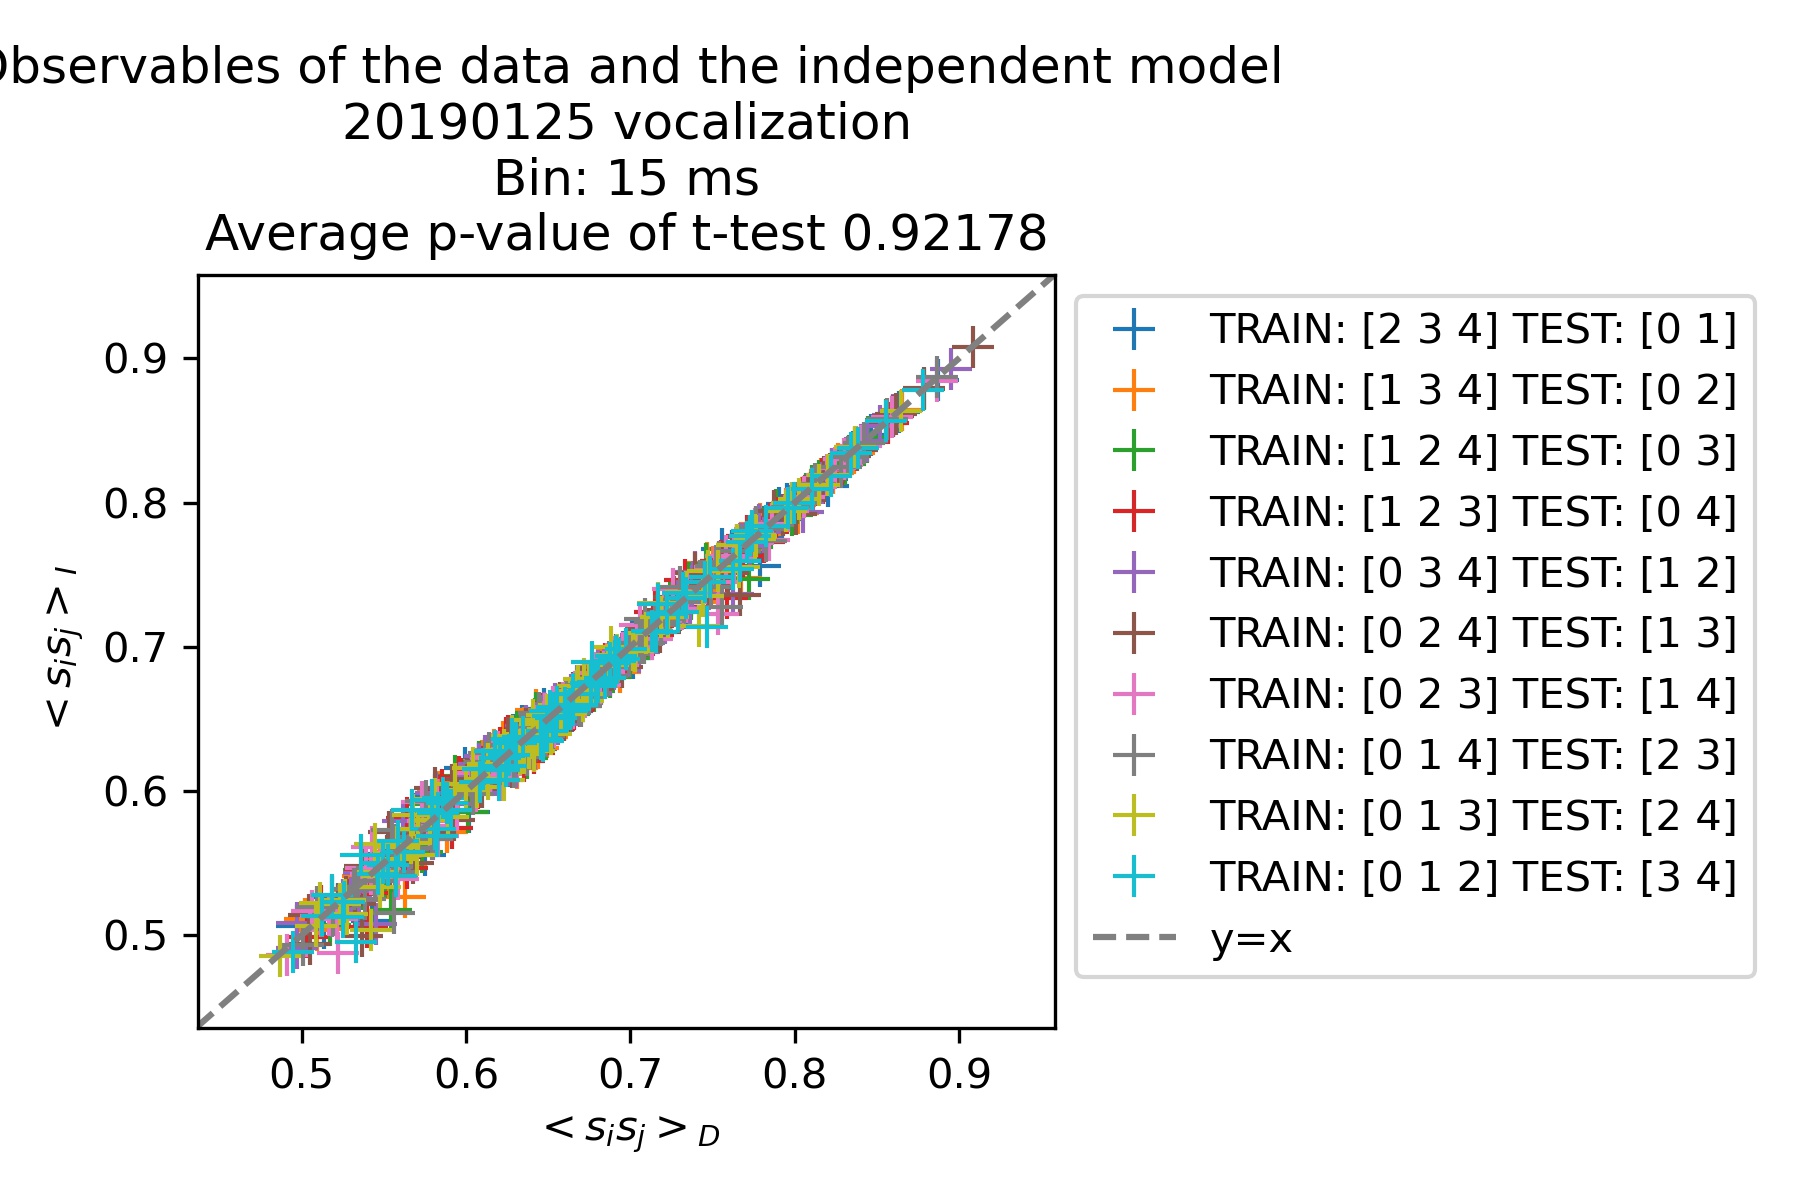 Observables of the data and the independent model
20190125 vocalization
Bin: 15 ms
Average p-value of t-test 0.92178
0.9
0.8
0.7
0.6
0.5
< s_i s_j >_I
0.5 0.6 0.7 0.8 0.9
< s_i s_j >_D
TRAIN: [2 3 4] TEST: [0 1]
TRAIN: [1 3 4] TEST: [0 2]
TRAIN: [1 2 4] TEST: [0 3]
TRAIN: [1 2 3] TEST: [0 4]
TRAIN: [0 3 4] TEST: [1 2]
TRAIN: [0 2 4] TEST: [1 3]
TRAIN: [0 2 3] TEST: [1 4]
TRAIN: [0 1 4] TEST: [2 3]
TRAIN: [0 1 3] TEST: [2 4]
TRAIN: [0 1 2] TEST: [3 4]
y=x